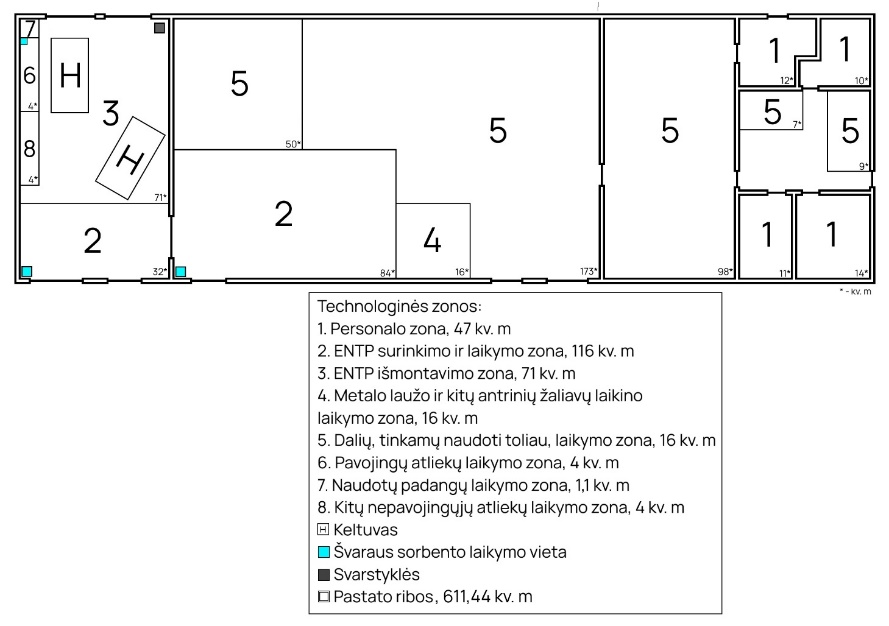 7
6
4*
8
4*
H
3
H
71*
2
32*
5
50*
5
2
84*
4
16*
173*
5
98*
1
12*
1
10*
5
7*
5
9*
1
11*
1
14*
* - kv. m
Technologinės zonos:
1. Personalo zona, 47 kv. m
2. ENTP surinkimo ir laikymo zona, 116 kv. m
3. ENTP išmontavimo zona, 71 kv. m
4. Metalo laužo ir kitų antrinių žaliavų laikino
laikymo zona, 16 kv. m
5. Dalių, tinkamų naudoti toliau, laikymo zona, 16 kv. m
6. Pavojingų atliekų laikymo zona, 4 kv. m
7. Naudotų padangų laikymo zona, 1,1 kv. m
8. Kitų nepavojingųjų atliekų laikymo zona, 4 kv. m
H Keltuvas
Švaraus sorbento laikymo vieta
Svarstyklės
Pastato ribos, 611,44 kv. m